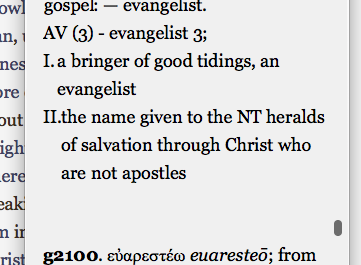 gospel: — evangelist.
AV (3) - evangelist 3;
I. a bringer of good tidings, an
evangelist
II.the name given to the NT heralds
of salvation through Christ who
are not apostles
g2100. εὐαρεστέω euaresteō; from